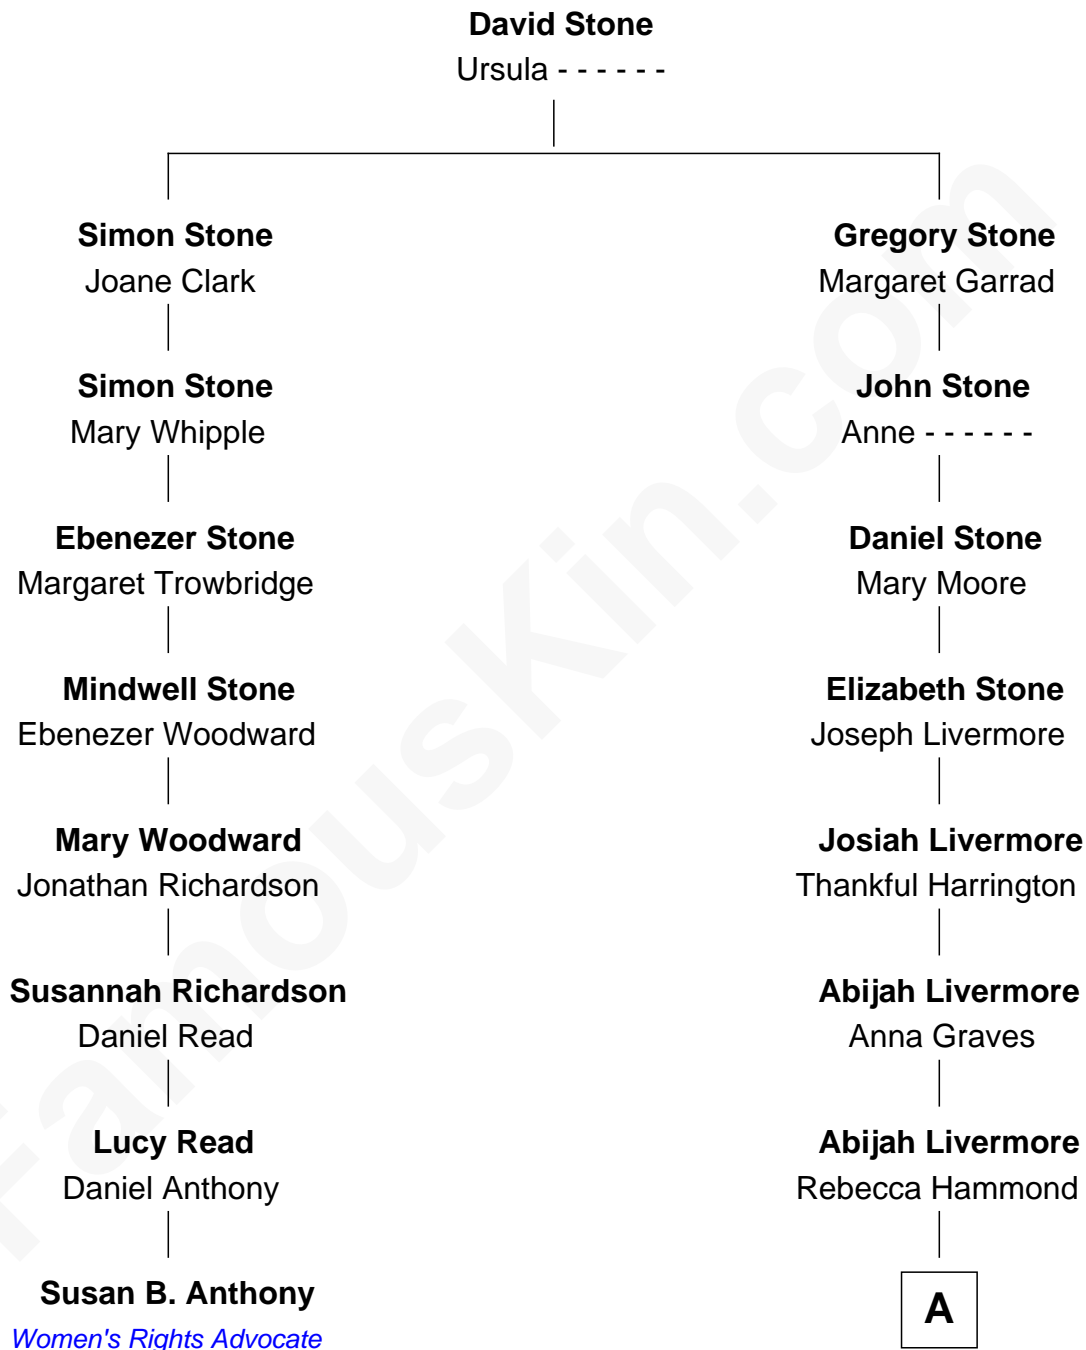 David Stone
Ursula - - - - - -
Simon Stone
Joane Clark
Simon Stone
Mary Whipple
Ebenezer Stone
Margaret Trowbridge
Mindwell Stone
Ebenezer Woodward
Mary Woodward
Jonathan Richardson
Susannah Richardson
Daniel Read
Lucy Read
Daniel Anthony
Susan B. Anthony
Women's Rights Advocate
Gregory Stone
Margaret Garrad
John Stone
Anne - - - - - -
Daniel Stone
Mary Moore
Elizabeth Stone
Joseph Livermore
Josiah Livermore
Thankful Harrington
Abijah Livermore
Anna Graves
Abijah Livermore
Rebecca Hammond
A
FamousKin.com